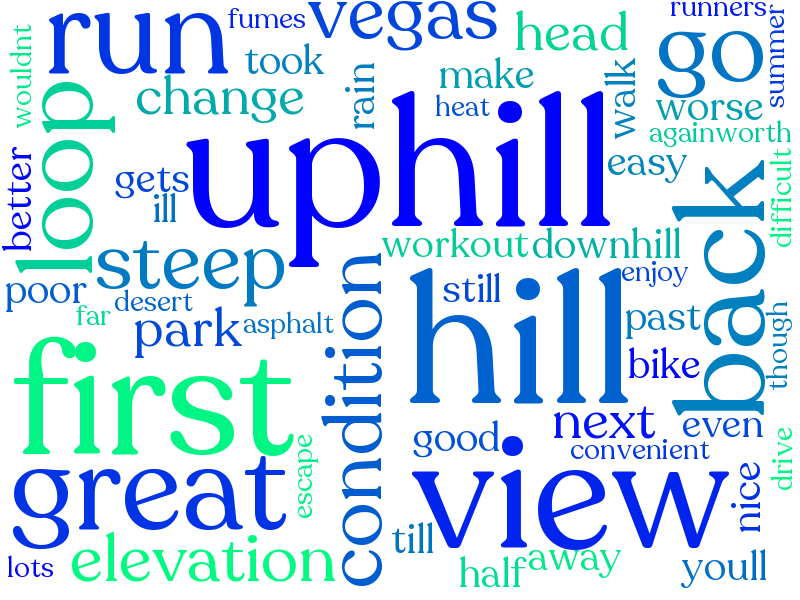 runners
vegas
fumes
run
head
go
summer
wouldnt
took
make
rain
walk
change
heat
worse
loop
uphill
againworth
better
gets
easy
difficult
ill
back
workout
downhill
steep
condition
hill
enjoy
still
poor
desert
far
park
asphalt
past
though
first
bike
next
even
good
convenient
drive
escape
great
view
nice
till
elevation
away
half
youll
lots